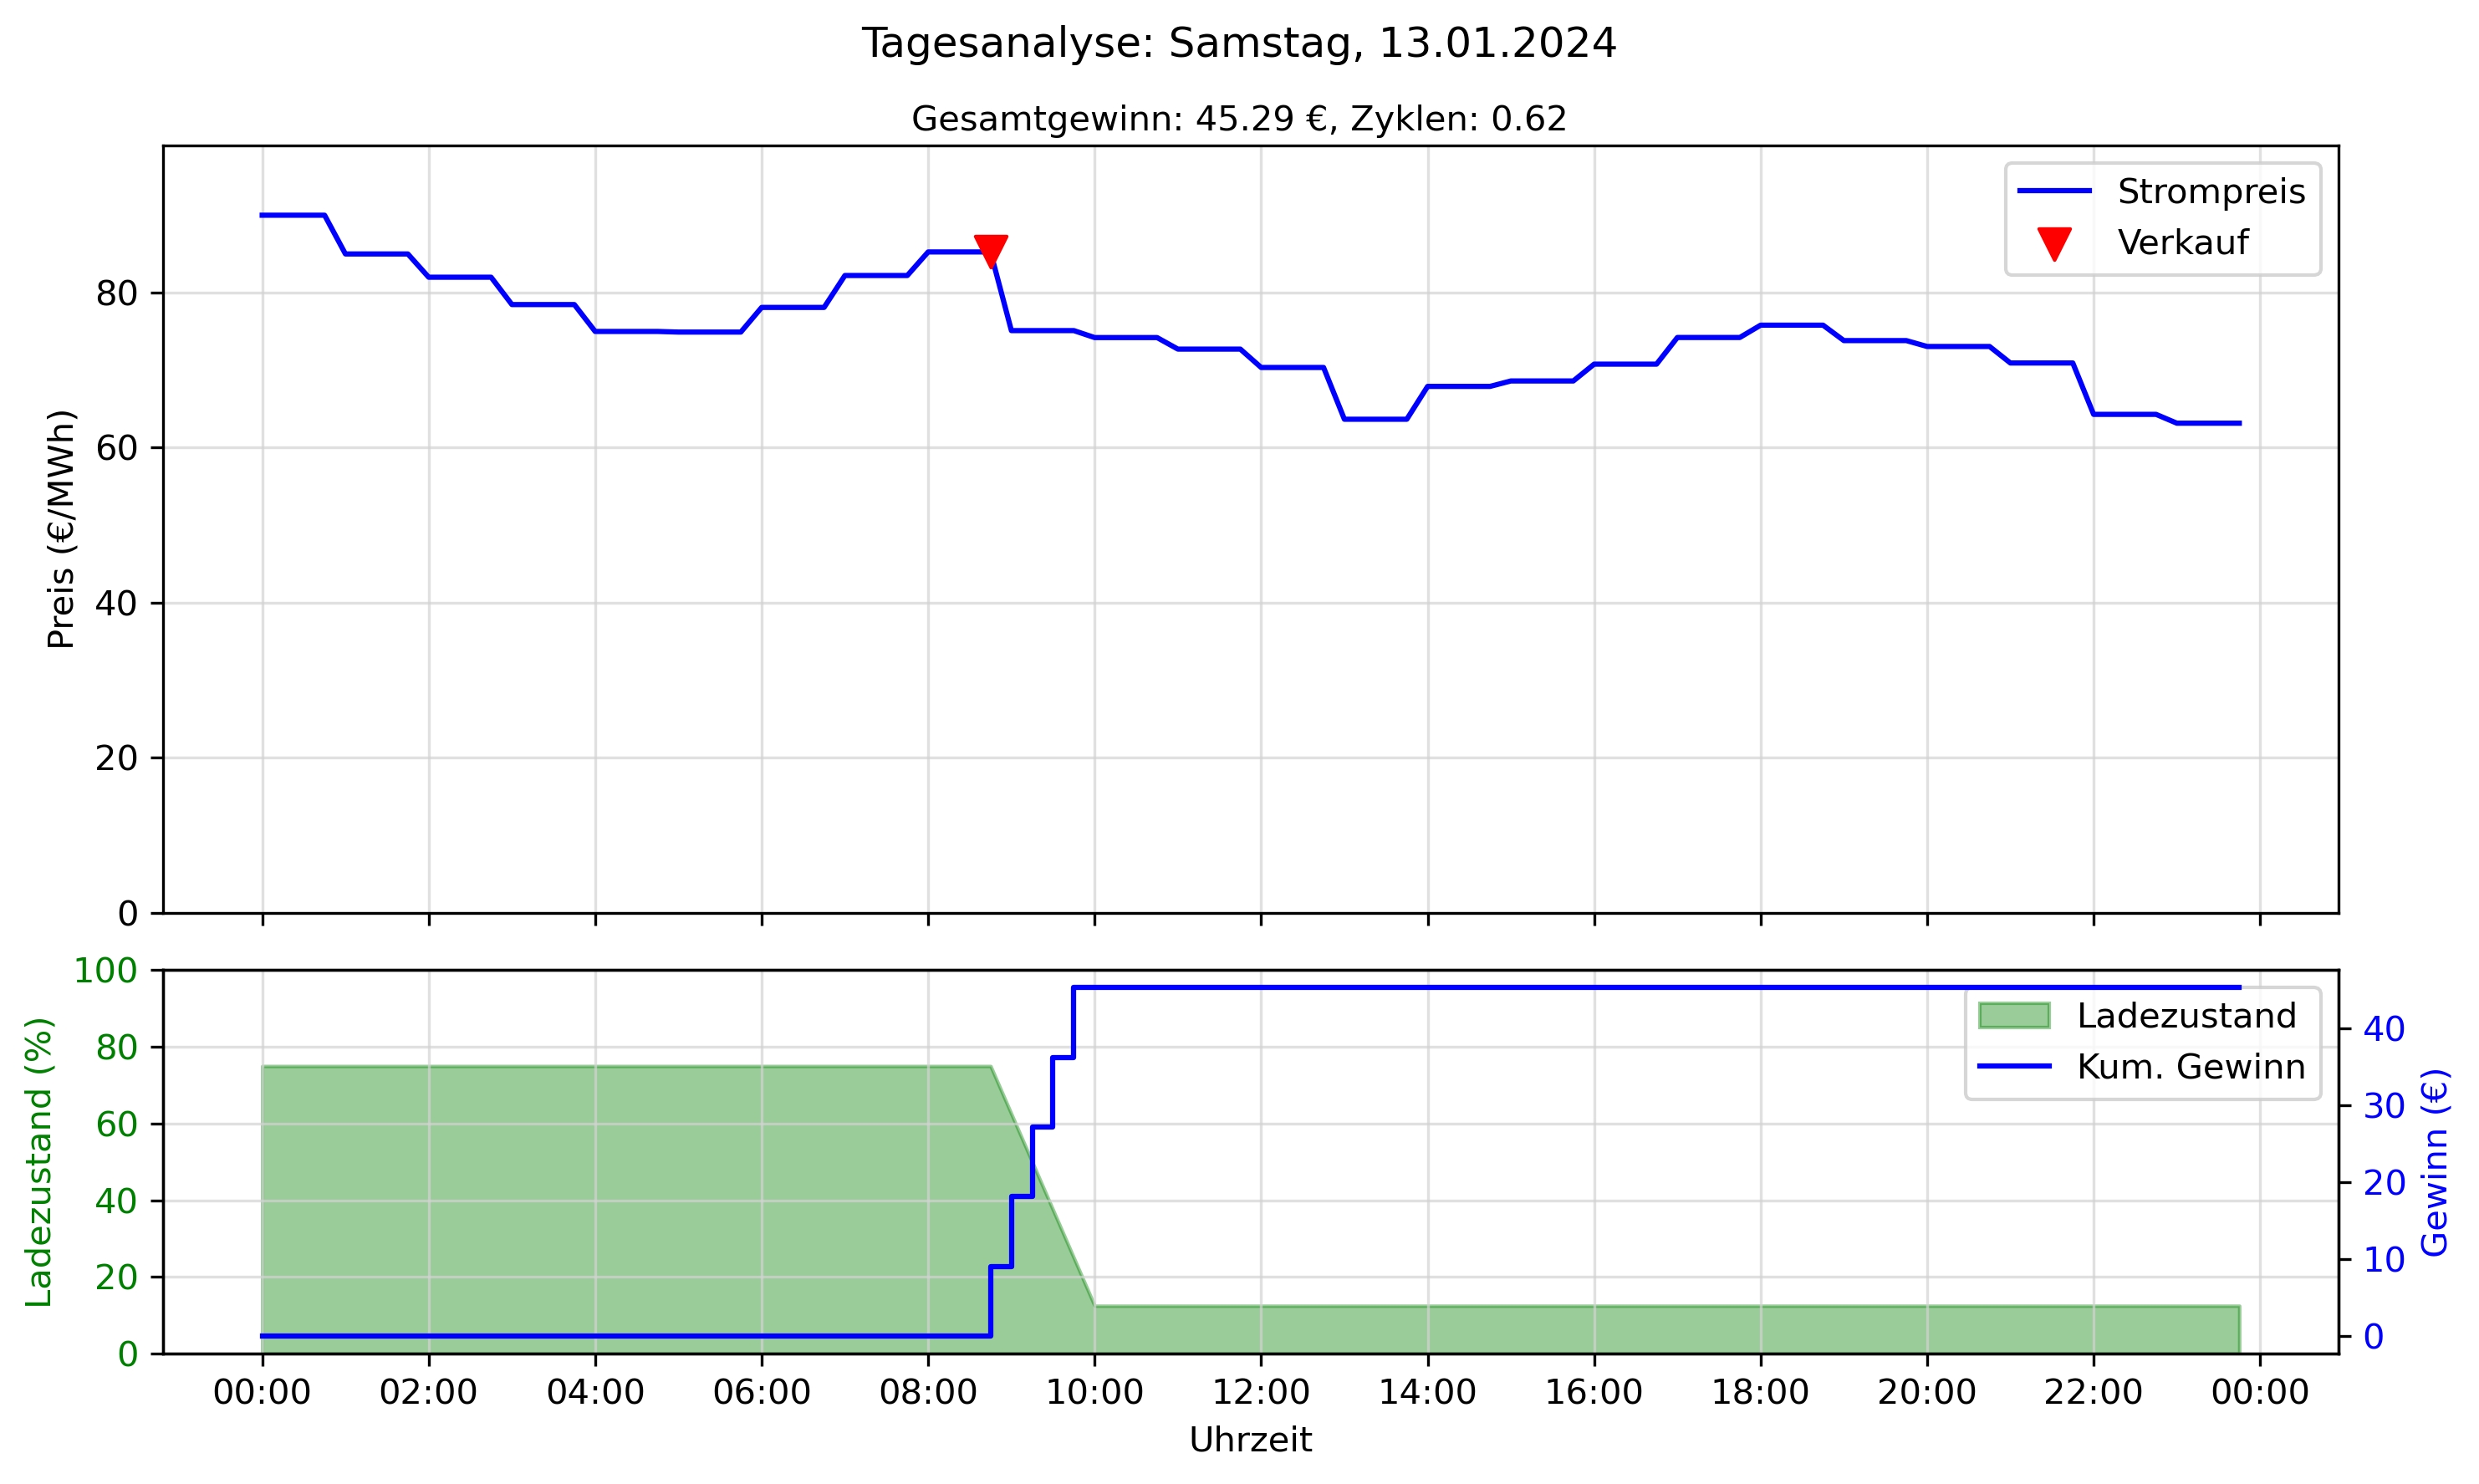 Tagesanalyse: Samstag, 13.01.2024
Gesamtgewinn: 45.29 €, Zyklen: 0.62
Strompreis
Verkauf
Preis (€/MWh)
80
60
40
20
0
Ladezustand (%)
100
80
60
40
20
0
Ladezustand
Kum. Gewinn
40
30
20
10
0
Gewinn (€)
00:00 02:00 04:00 06:00 08:00 10:00 12:00 14:00 16:00 18:00 20:00 22:00 00:00
Uhrzeit